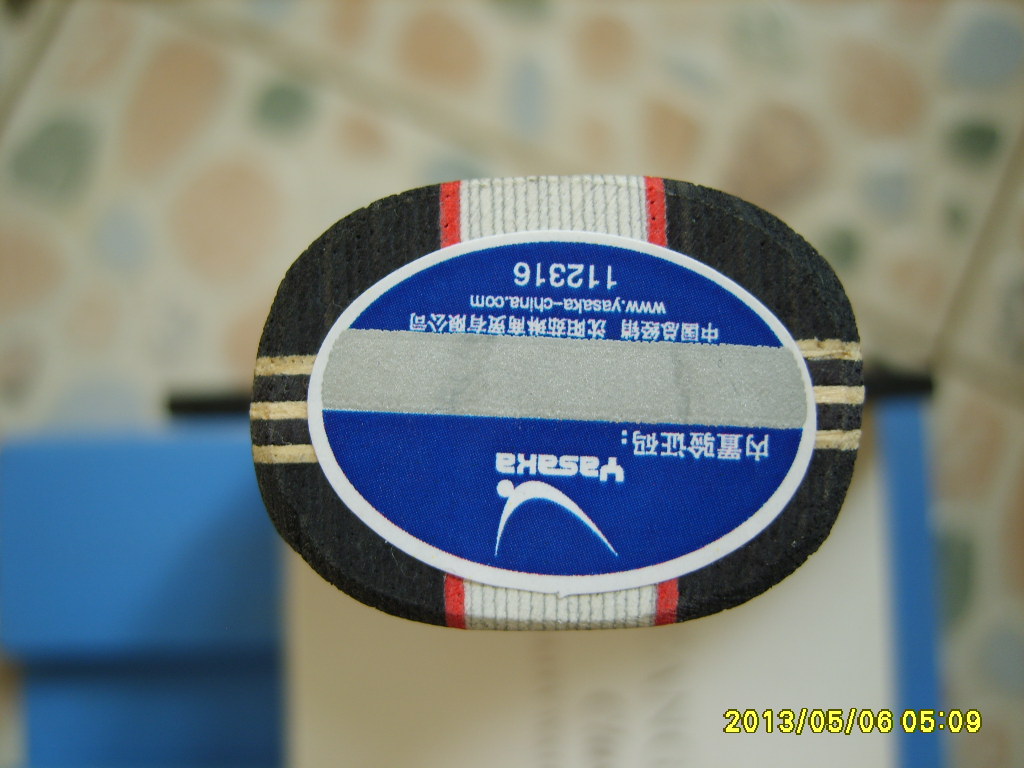 Yasaka
内置验证码:
中国总经销 沈阳茹琳商贸有限公司
www.yasaka-china.com
112316
2013/05/06 05:09